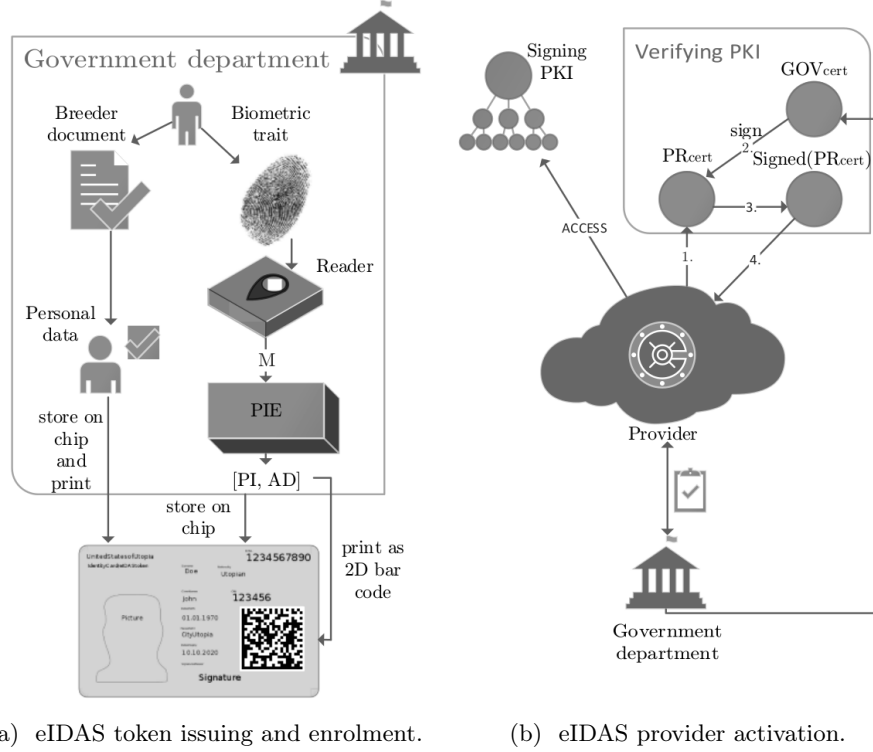 Government department
Breeder
document
Biometric
trait
Reader
Personal
data
M
PIE
store on
chip
and
print
[PI, AD]
store on
chip
print as
2D bar
code
UnitedStatesofUtopia
1234567890
Doe
Utopian
John
123456
01.01.1970
CityUtopia
10.10.2020
Picture
Signature
a) eIDAS token issuing and enrolment.
Signing
PKI
Verifying PKI
GOVcert
sign
2.
PRcert
Signed(PRcert)
3.
ACCESS
1.
4.
Provider
Government
department
(b) eIDAS provider activation.